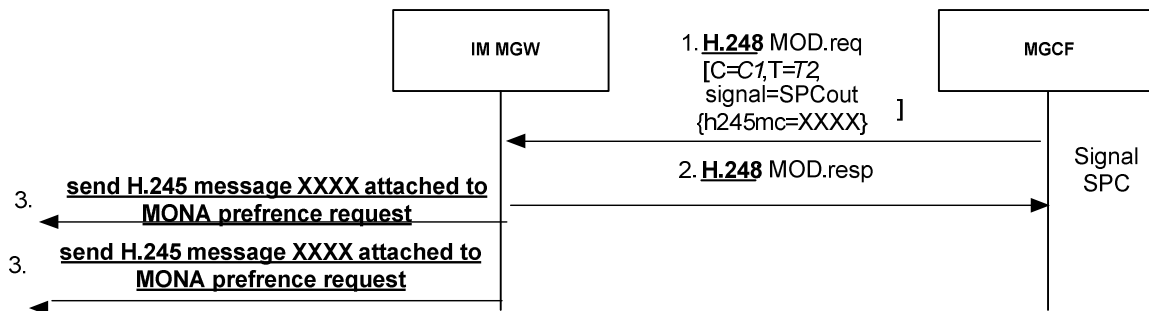 IM MGW
1. H.248 MOD.req
[C=C1,T=T2,
signal=SPCout
{h245mc=XXXX}
]
MGCF
2. H.248 MOD.resp
Signal
SPC
3. send H.245 message XXXX attached to
MONA prefrence request
3. send H.245 message XXXX attached to
MONA prefrence request